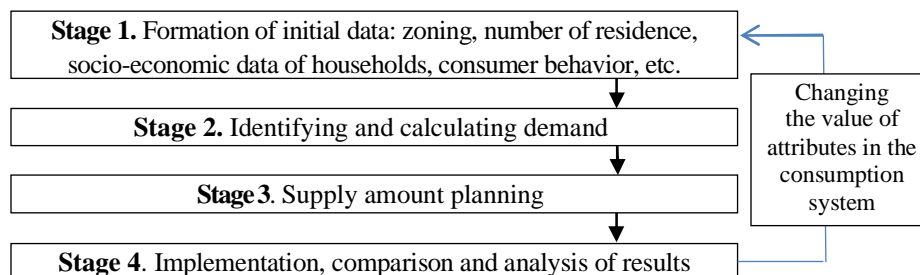 Stage 1. Formation of initial data: zoning, number of residence,
socio-economic data of households, consumer behavior, etc.
Stage 2. Identifying and calculating demand
Stage 3. Supply amount planning
Stage 4. Implementation, comparison and analysis of results
Changing
the value of
attributes in the
consumption
system